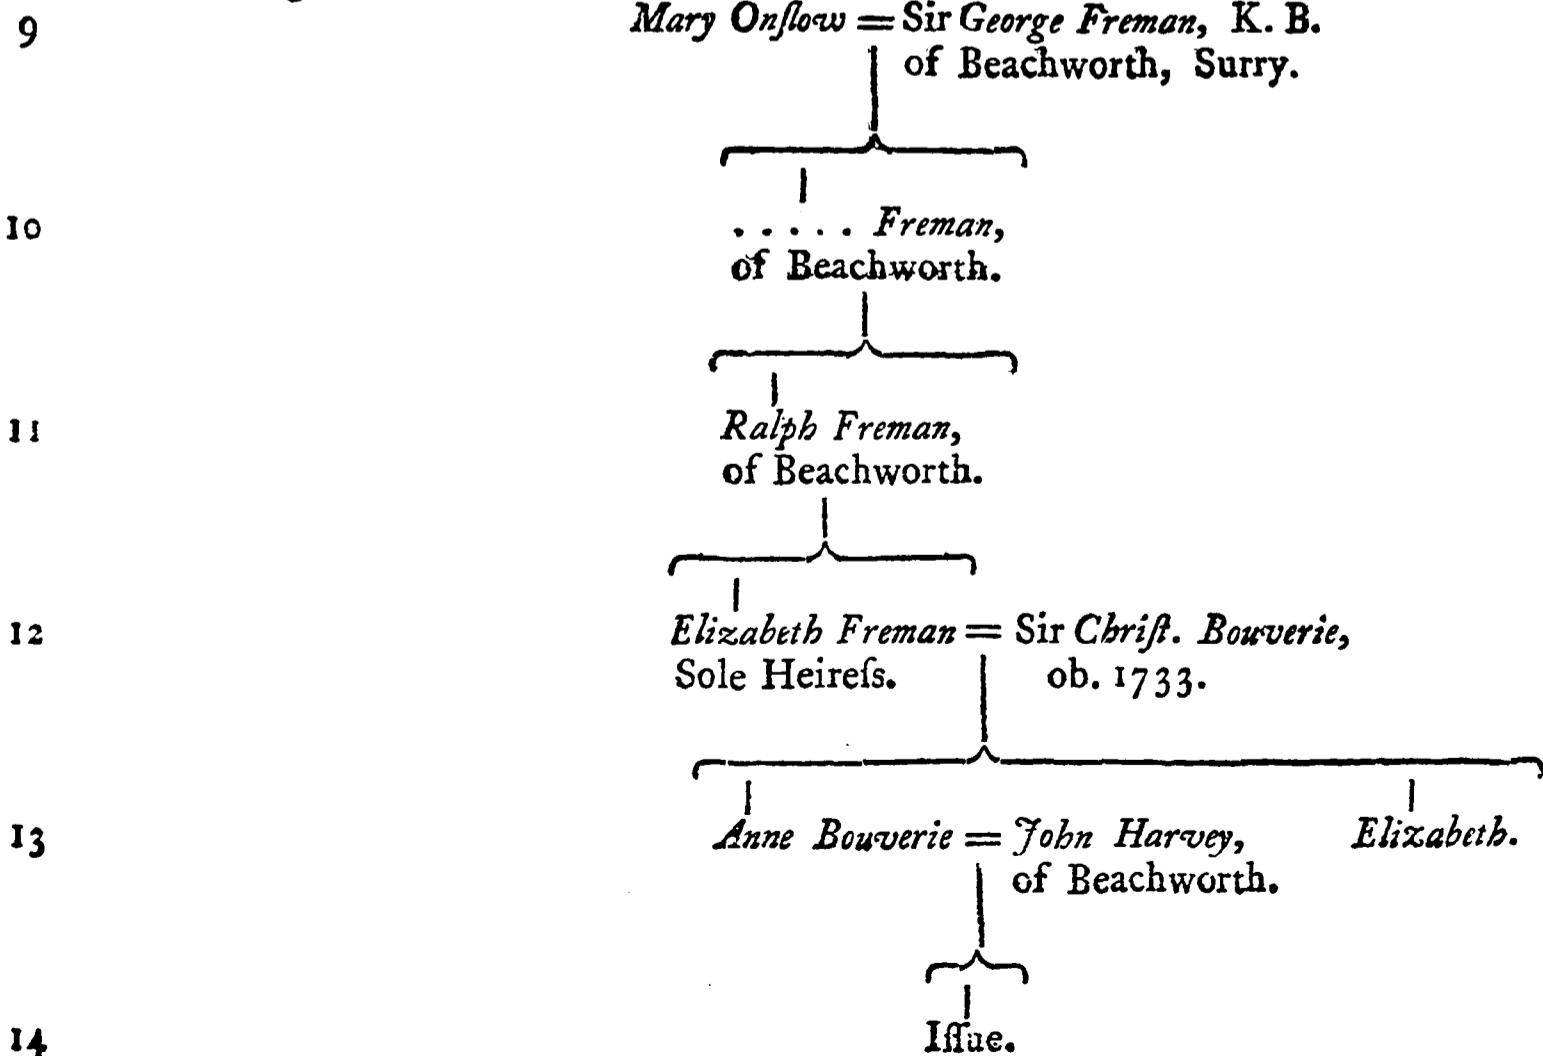 9 Mary Onſlow = Sir George Freman, K. B.
of Beachworth, Surry.
10 . . . . . Freman,
of Beachworth.
11 Ralph Freman,
of Beachworth.
12 Elizabeth Freman = Sir Chriſt. Bouverie,
Sole Heireſs. ob. 1733.
13 Anne Bouverie = John Harvey, Elizabeth.
of Beachworth.
14 Iſſue.